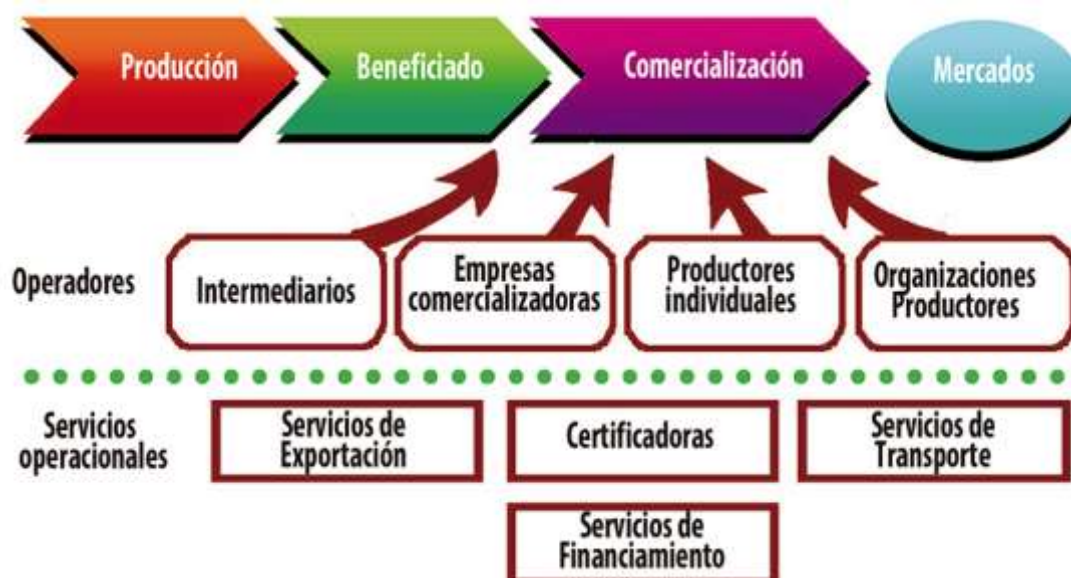 Producción
Beneficiado
Comercialización
Mercados
Operadores
Intermediarios
Empresas
comercializadoras
Productores
individuales
Organizaciones
Productores
Servicios
operacionales
Servicios de
Exportación
Certificadoras
Servicios de
Transporte
Servicios de
Financiamiento